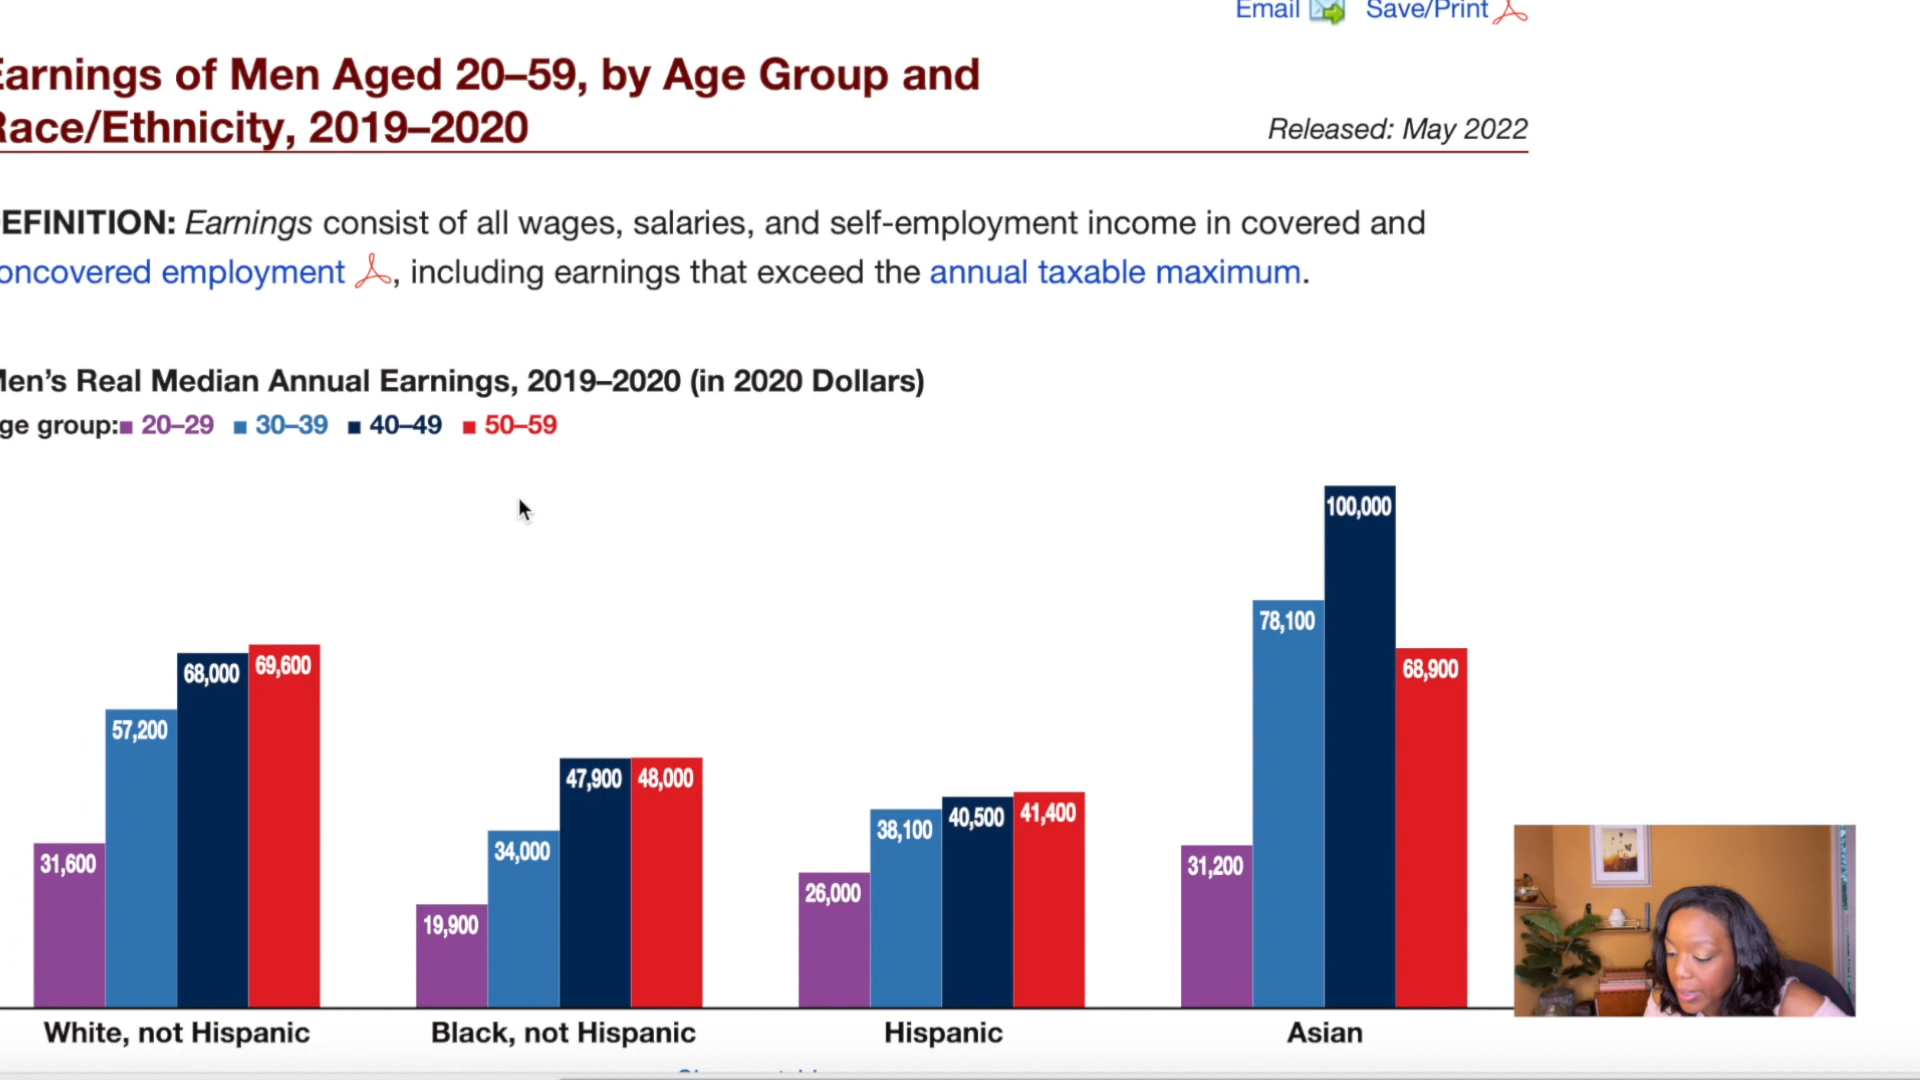 Email Save/Print
Earnings of Men Aged 20–59, by Age Group and
Race/Ethnicity, 2019–2020
Released: May 2022
EFINITION: Earnings consist of all wages, salaries, and self-employment income in covered and
oncovered employment , including earnings that exceed the annual taxable maximum.
Men’s Real Median Annual Earnings, 2019–2020 (in 2020 Dollars)
ge group: 20–29 30–39 40–49 50–59
31,600 57,200 68,000 69,600
19,900 34,000 47,900 48,000
26,000 38,100 40,500 41,400
31,200 78,100 100,000 68,900
White, not Hispanic Black, not Hispanic Hispanic Asian